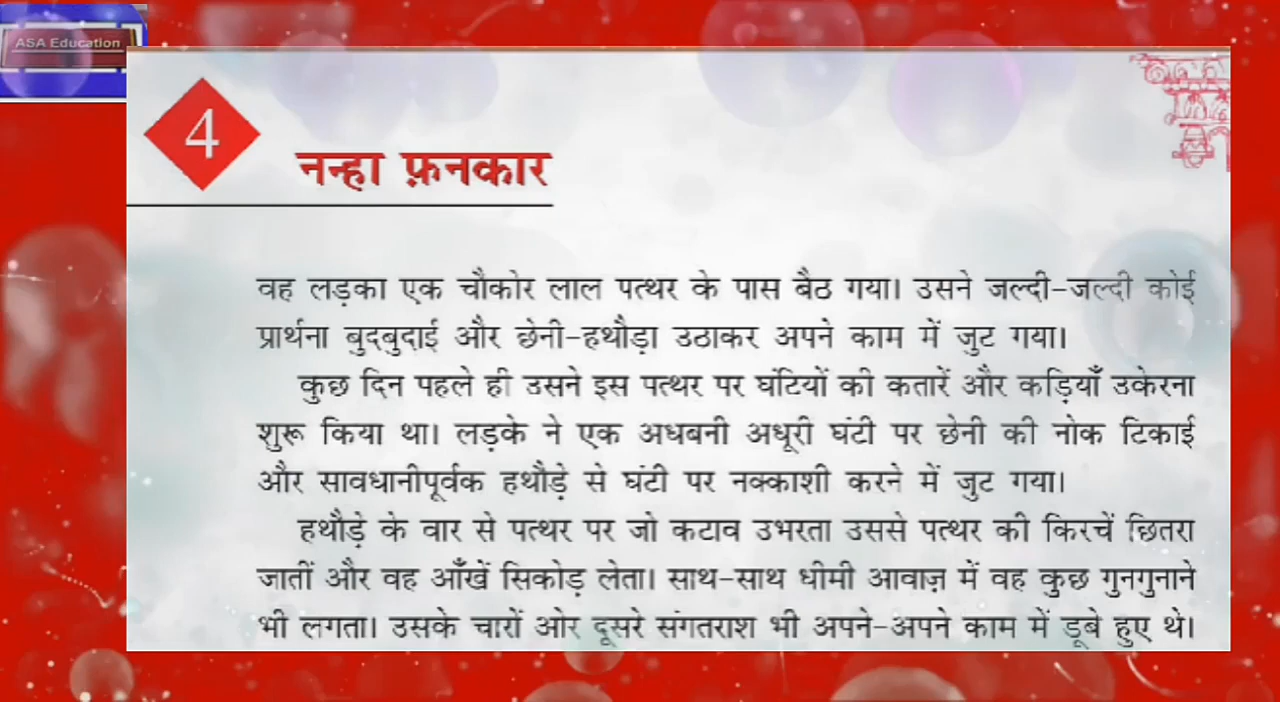 ASA Education
4
नन्हा फ़नकार
वह लड़का एक चौकोर लाल पत्थर के पास बैठ गया। उसने जल्दी-जल्दी कोई
प्रार्थना बुदबुदाई और छेनी-हथौड़ा उठाकर अपने काम में जुट गया।
कुछ दिन पहले ही उसने इस पत्थर पर घंटियों की कतारें और कड़ियाँ उकेरना
शुरू किया था। लड़के ने एक अधबनी अधूरी घंटी पर छेनी की नोक टिकाई
और सावधानीपूर्वक हथौड़े से घंटी पर नक्काशी करने में जुट गया।
हथौड़े के वार से पत्थर पर जो कटाव उभरता उससे पत्थर की किरचें छितरा
जातीं और वह आँखें सिकोड़ लेता। साथ-साथ धीमी आवाज़ में वह कुछ गुनगुनाने
भी लगता। उसके चारों ओर दूसरे संगतराश भी अपने-अपने काम में डूबे हुए थे।